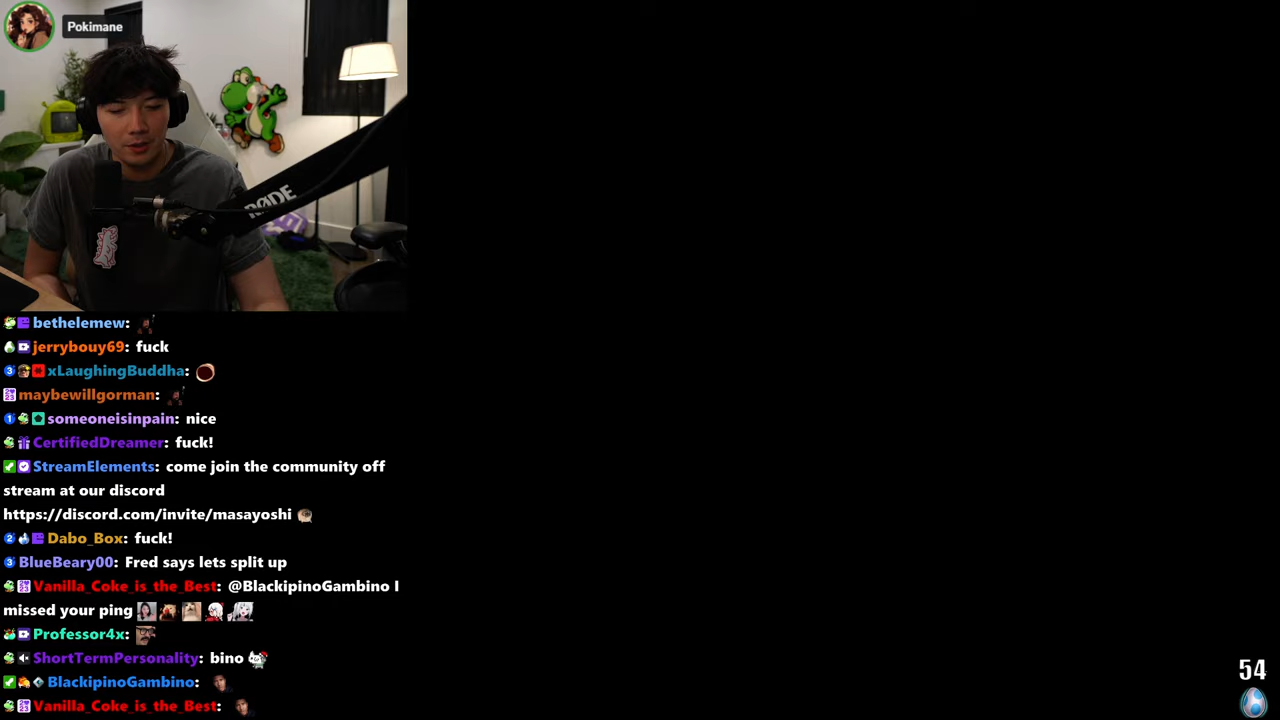 Pokimane
RØDE
bethelemew:
jerrybouy69: fuck
xLaughingBuddha:
maybewillgorman:
someoneisinpain: nice
CertifiedDreamer: fuck!
StreamElements: come join the community off
stream at our discord
https://discord.com/invite/masayoshi
Dabo_Box: fuck!
BlueBeary00: Fred says lets split up
Vanilla_Coke_is_the_Best: @BlackipinoGambino I
missed your ping
Professor4x:
ShortTermPersonality: bino
BlackipinoGambino:
Vanilla_Coke_is_the_Best:
54